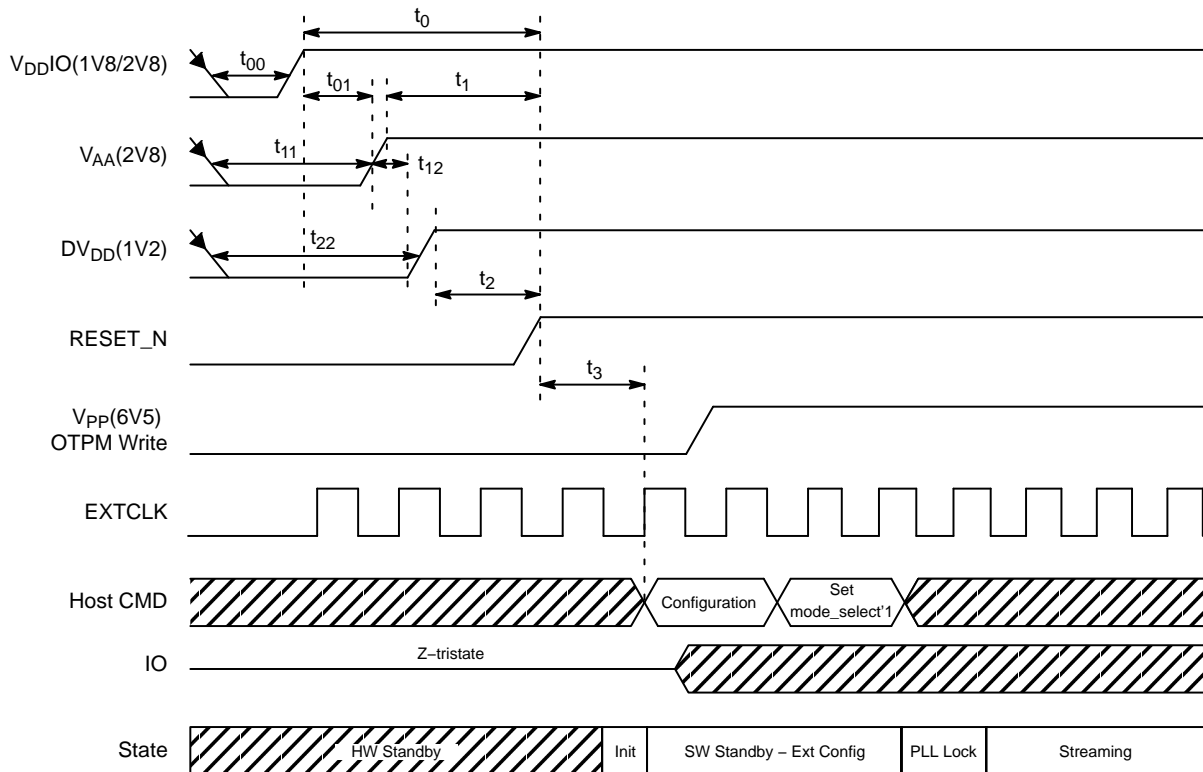 t0
VDDIO(1V8/2V8)
t00
t01
t1
VAA(2V8)
t11
t12
DVDD(1V2)
t22
t2
RESET_N
t3
VPP(6V5)
OTPM Write
EXTCLK
Host CMD
Configuration
Set
mode_select'1
IO
Z−tristate
State
HW Standby
Init
SW Standby − Ext Config
PLL Lock
Streaming